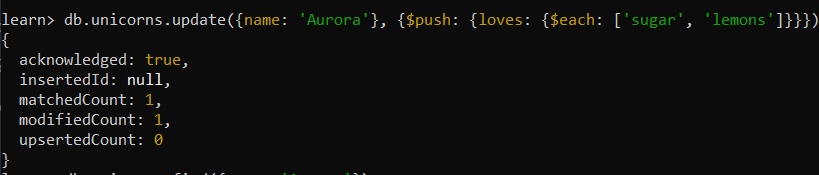 learn> db.unicorns.update({name: 'Aurora'}, {$push: {loves: {$each: ['sugar', 'lemons']}}})
{
  acknowledged: true,
  insertedId: null,
  matchedCount: 1,
  modifiedCount: 1,
  upsertedCount: 0
}